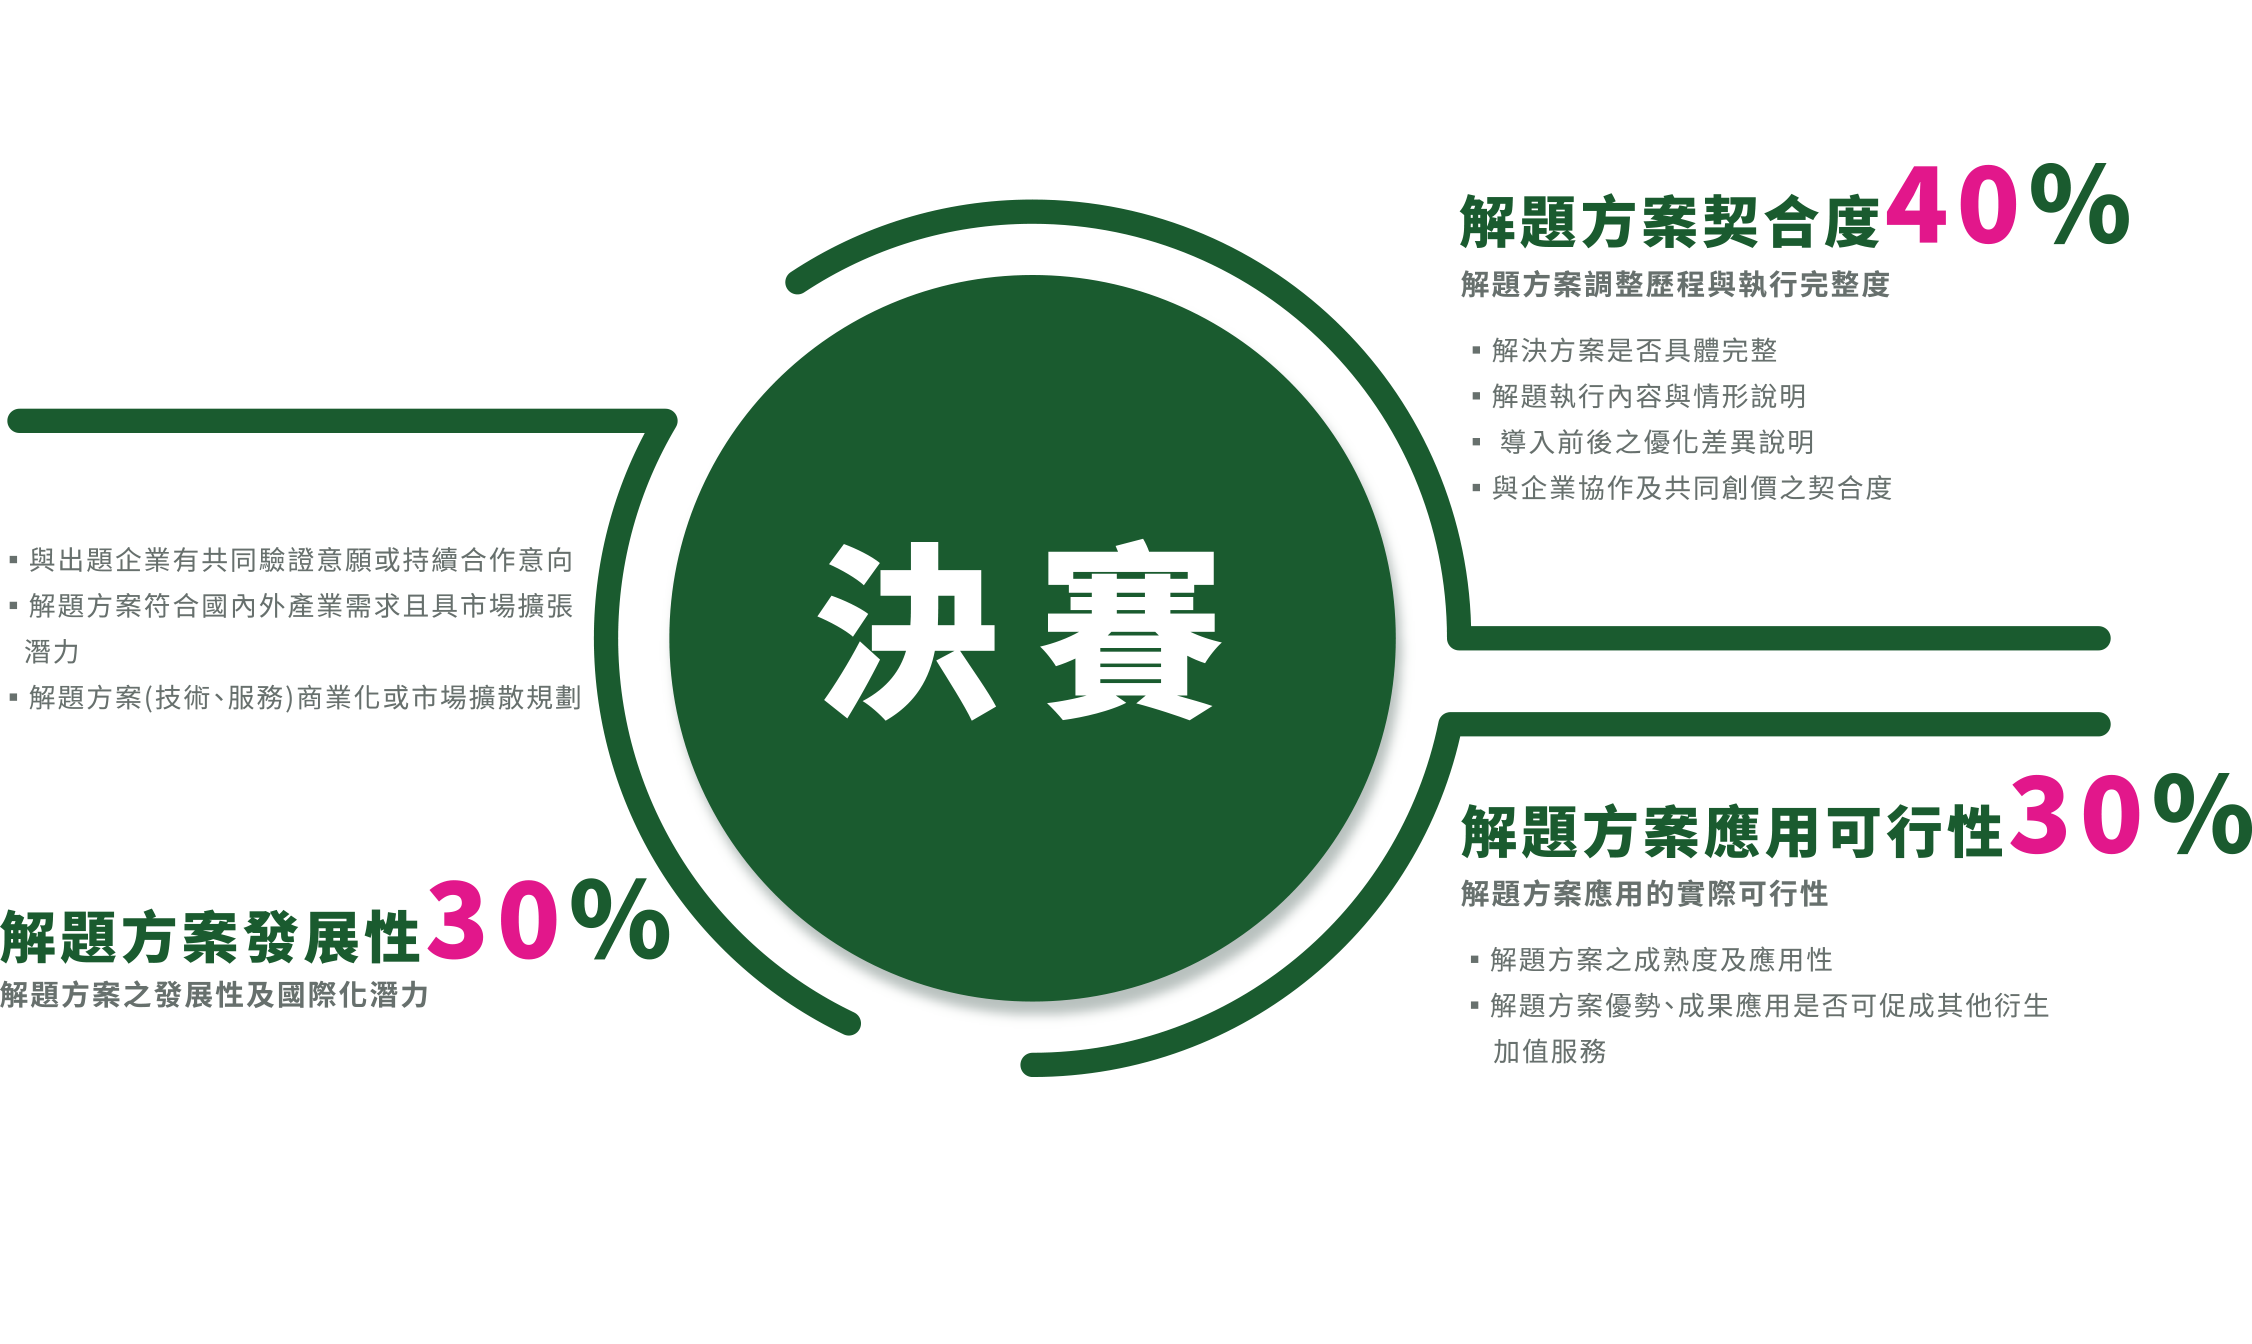 決賽
解題方案契合度40%
解題方案調整歷程與執行完整度
▪ 解決方案是否具體完整
▪ 解題執行內容與情形說明
▪ 導入前後之優化差異說明
▪ 與企業協作及共同創價之契合度
解題方案應用可行性30%
解題方案應用的實際可行性
▪ 解題方案之成熟度及應用性
▪ 解題方案優勢、成果應用是否可促成其他衍生
加值服務
▪ 與出題企業有共同驗證意願或持續合作意向
▪ 解題方案符合國內外產業需求且具市場擴張
潛力
▪ 解題方案(技術、服務)商業化或市場擴散規劃
解題方案發展性30%
解題方案之發展性及國際化潛力